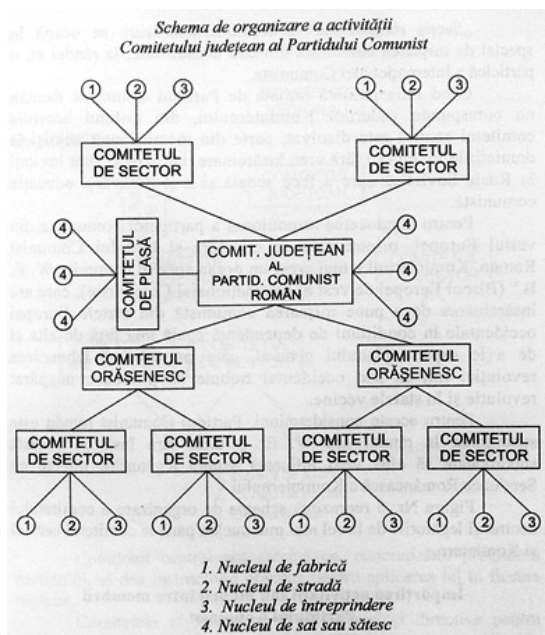 Schema de organizare a activității
Comitetului județean al Partidului Comunist
1 2 3 1 2 3
COMITETUL
DE SECTOR
COMITETUL
DE SECTOR
4
4
4
COMITETUL
DE PLASĂ
COMIT. JUDEȚEAN
AL
PARTID. COMUNIST
ROMÂN
4
4
4
COMITETUL
ORĂȘENESC
COMITETUL
ORĂȘENESC
COMITETUL
DE SECTOR
COMITETUL
DE SECTOR
COMITETUL
DE SECTOR
COMITETUL
DE SECTOR
1 2 3 1 2 3 1 2 3 1 2 3
1. Nucleul de fabrică
2. Nucleul de stradă
3. Nucleul de întreprindere
4. Nucleul de sat sau sătesc